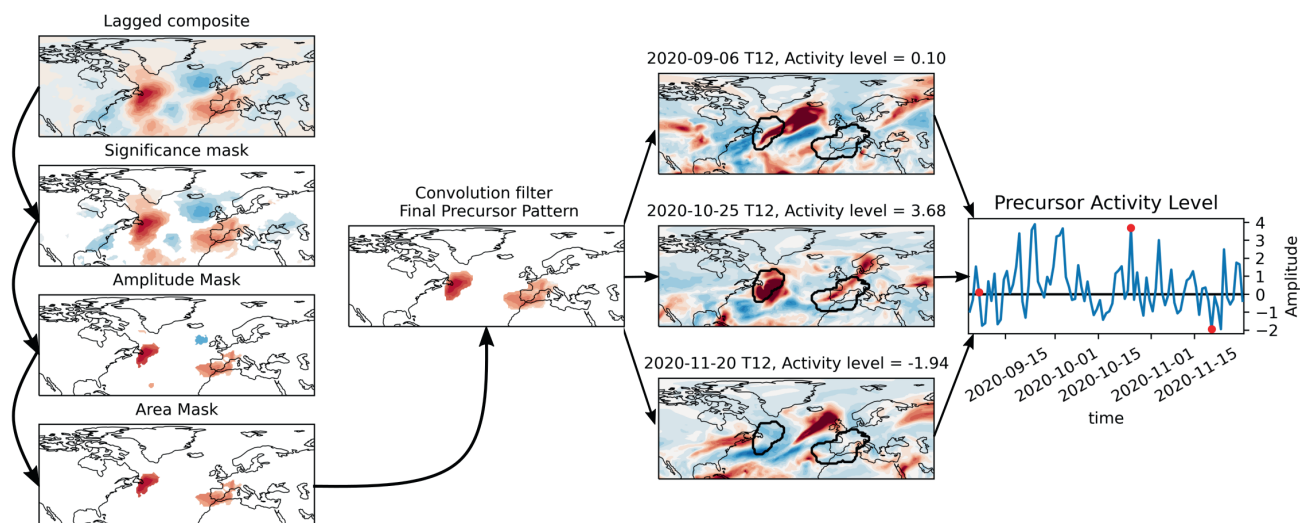 Lagged composite
Significance mask
Amplitude Mask
Area Mask
Convolution filter
Final Precursor Pattern
2020-09-06 T12, Activity level = 0.10
2020-10-25 T12, Activity level = 3.68
2020-11-20 T12, Activity level = -1.94
Precursor Activity Level
4
3
2
1
0
−1
−2
Amplitude
2020-09-15
2020-10-01
2020-10-15
2020-11-01
2020-11-15
time